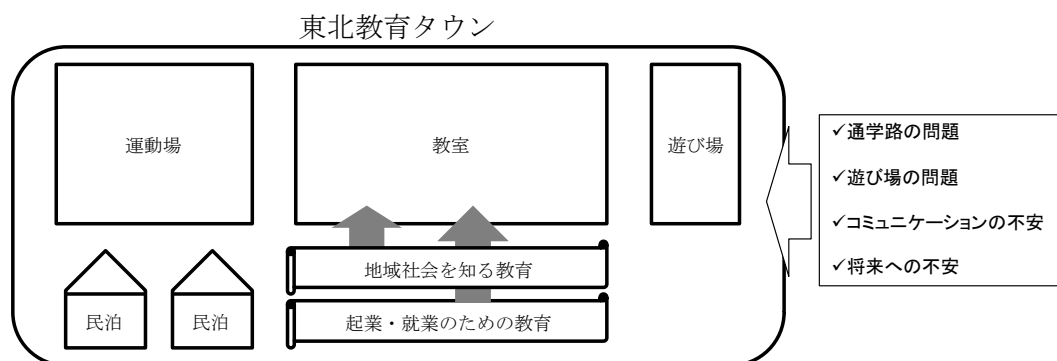 東北教育タウン
運動場
教室
遊び場
✓通学路の問題
✓遊び場の問題
✓コミュニケーションの不安
✓将来への不安
地域社会を知る教育
民泊
民泊
起業・就業のための教育